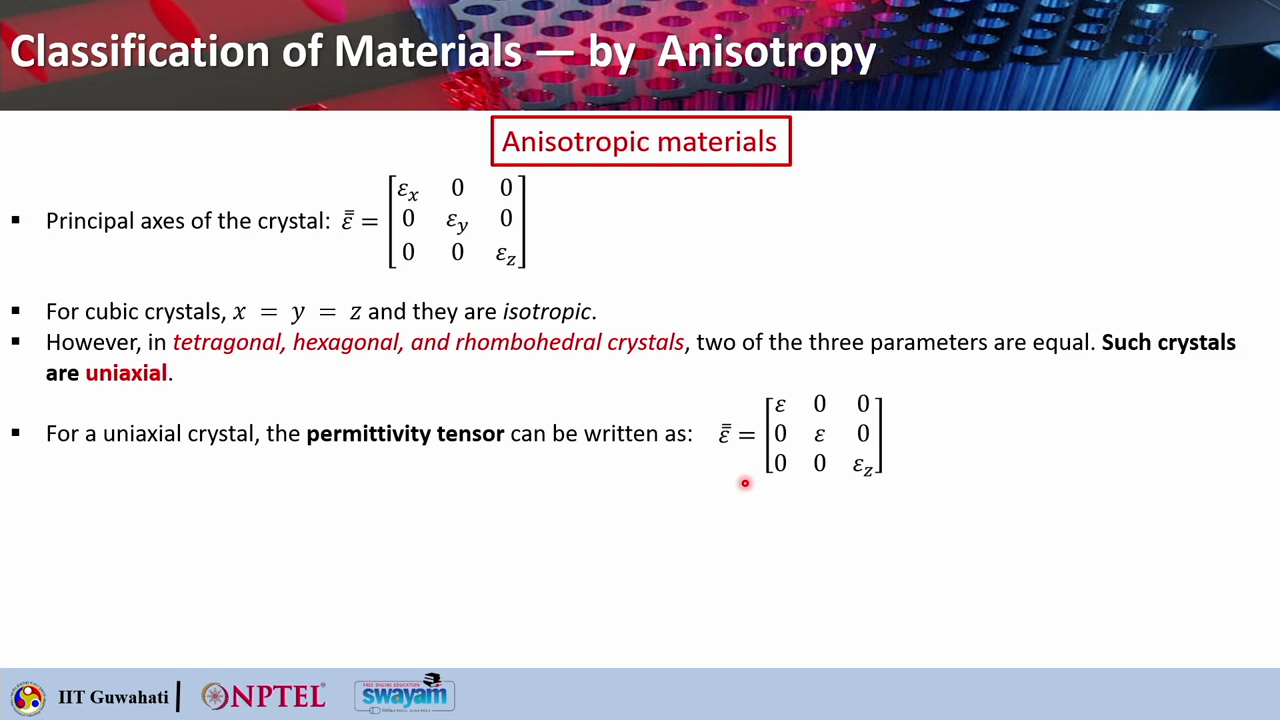 Classification of Materials — by Anisotropy
Anisotropic materials
▪ Principal axes of the crystal: ε̿ = [εx 0 0; 0 εy 0; 0 0 εz]
▪ For cubic crystals, x = y = z and they are isotropic.
▪ However, in tetragonal, hexagonal, and rhombohedral crystals, two of the three parameters are equal. Such crystals
are uniaxial.
▪ For a uniaxial crystal, the permittivity tensor can be written as: ε̿ = [ε 0 0; 0 ε 0; 0 0 εz]
IIT Guwahati
NPTEL
FREE ONLINE EDUCATION
swayam